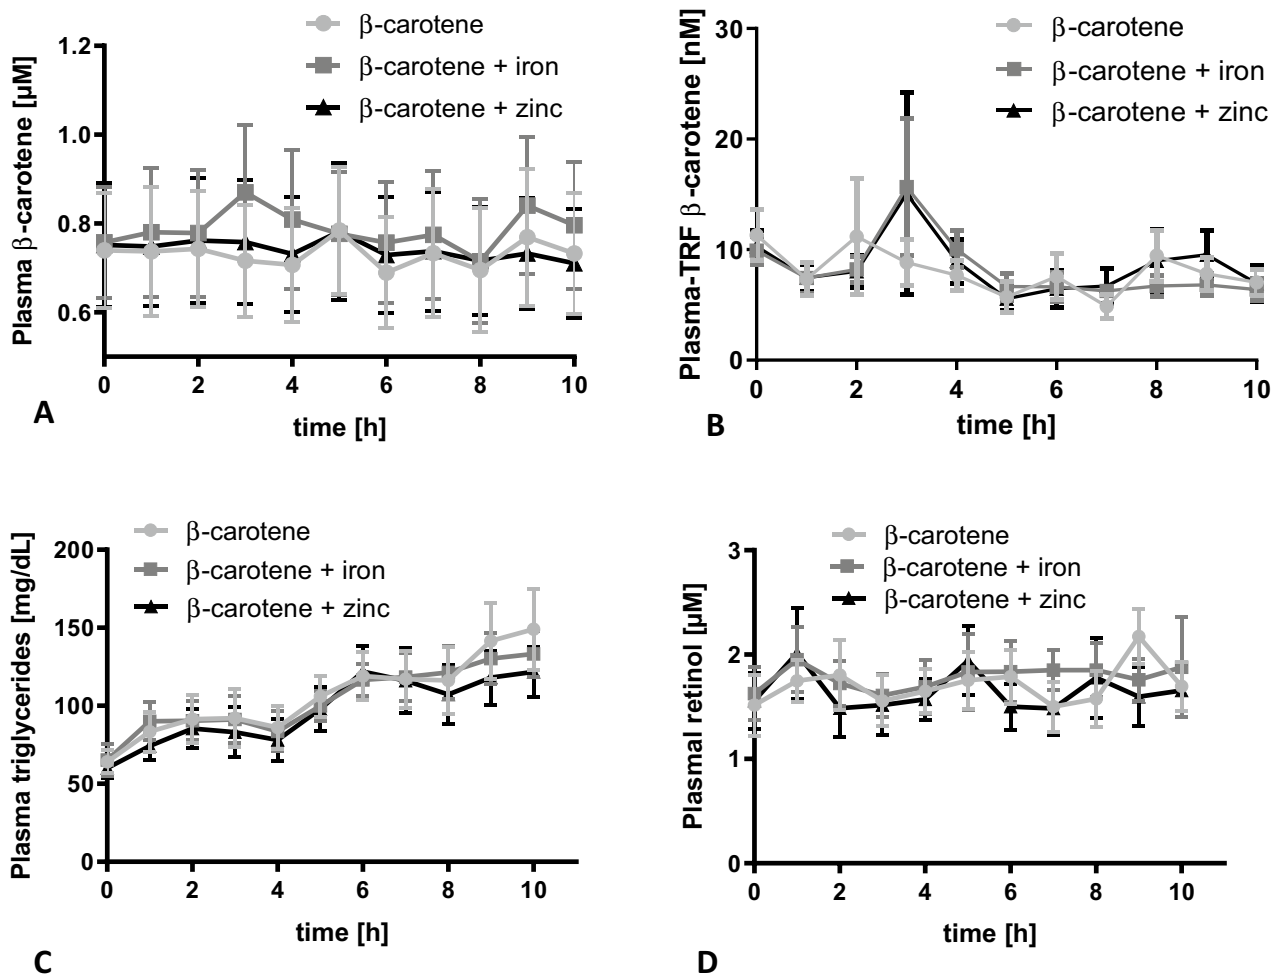 β-carotene
β-carotene + iron
β-carotene + zinc
Plasma β-carotene [µM]
1.2
1.0
0.8
0.6
0 2 4 6 8 10
time [h]
A
β-carotene
β-carotene + iron
β-carotene + zinc
Plasma-TRF β -carotene [nM]
30
20
10
0
0 2 4 6 8 10
time [h]
B
β-carotene
β-carotene + iron
β-carotene + zinc
Plasma triglycerides [mg/dL]
200
150
100
50
0
0 2 4 6 8 10
time [h]
C
β-carotene
β-carotene + iron
β-carotene + zinc
Plasmal retinol [µM]
3
2
1
0
0 2 4 6 8 10
time [h]
D